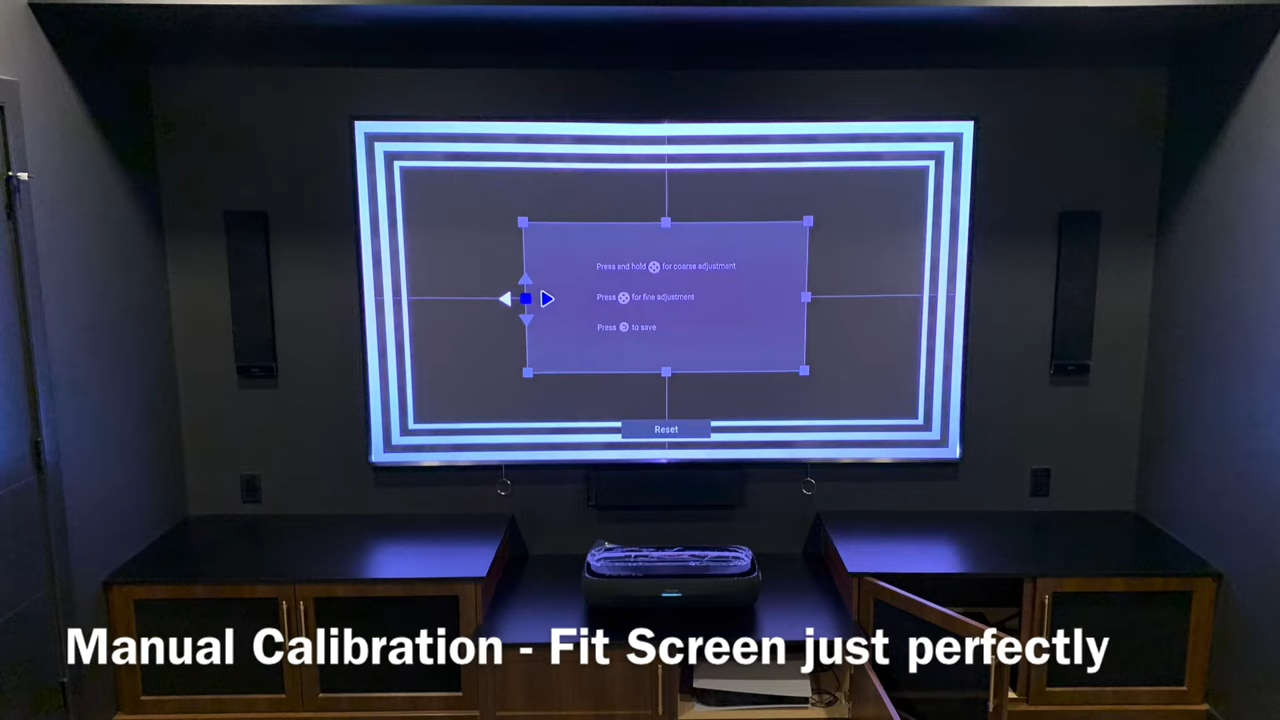 Press and hold for coarse adjustment
Press for fine adjustment
Press to save
Reset
Manual Calibration - Fit Screen just perfectly